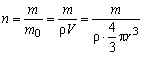 n = m/m₀ = m/ρV = m/(ρ · 4/3 πr³)